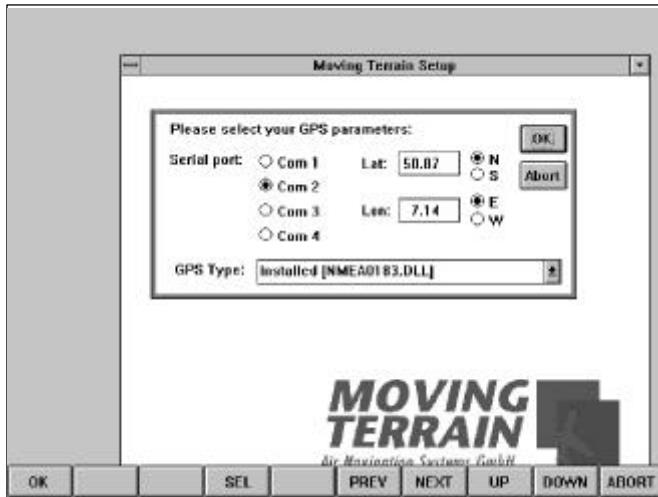 Moving Terrain Setup
Please select your GPS parameters:
OK
Serial port: Com 1 Lat: 50.87 N
S
Abort
Com 2
Com 3 Lon: 7.14 E
W
Com 4
GPS Type: Installed [NMEA0183.DLL]
MOVING
TERRAIN
Air Navigation Systems GmbH
OK SEL PREV NEXT UP DOWN ABORT